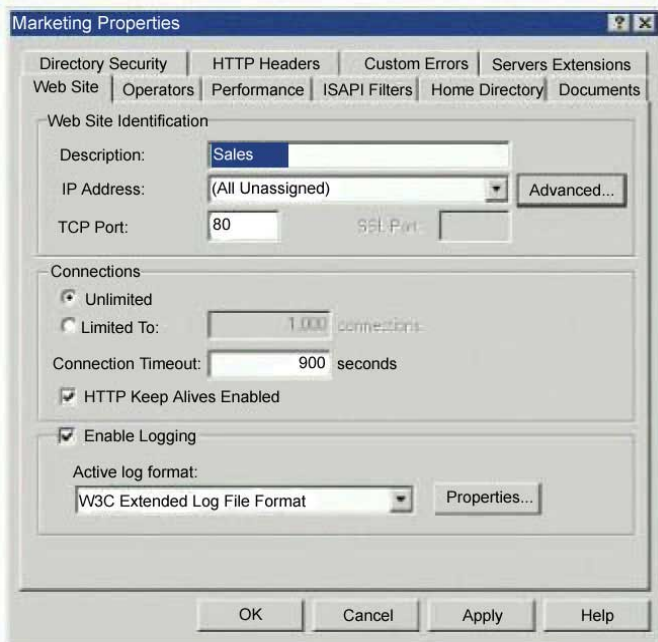 Marketing Properties
Directory Security HTTP Headers Custom Errors Servers Extensions
Web Site Operators Performance ISAPI Filters Home Directory Documents
Web Site Identification
Description: Sales
IP Address: (All Unassigned) Advanced...
TCP Port: 80 SSL Port:
Connections
Unlimited
Limited To: 1,000 connections
Connection Timeout: 900 seconds
HTTP Keep Alives Enabled
Enable Logging
Active log format:
W3C Extended Log File Format Properties...
OK Cancel Apply Help